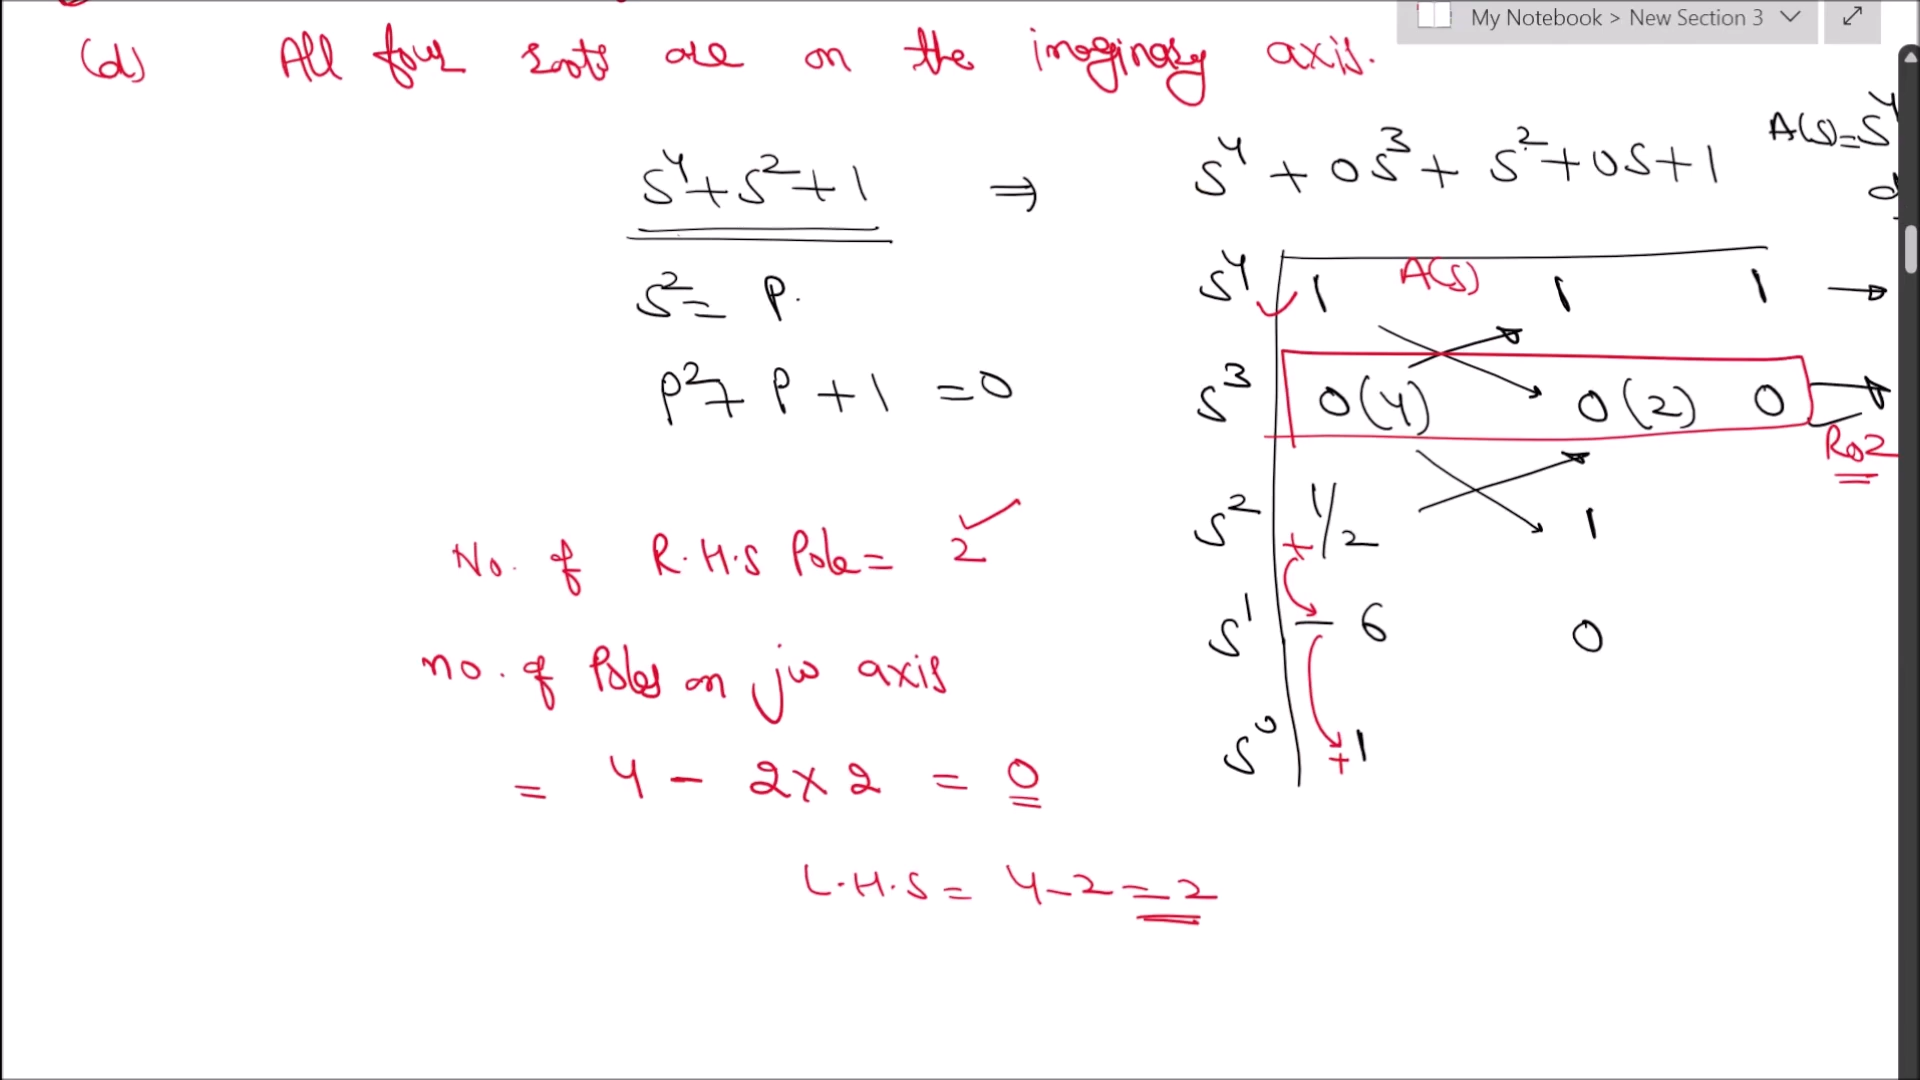 My Notebook > New Section 3
(d) All four roots are on the imaginary axis.
s⁴+s²+1 ⇒ s⁴ + 0s³ + s²+0s+1
A(s)=s⁴
s²= P.
P²+ P +1 =0
s⁴ 1 A(s) 1 1 →
s³ 0(4) 0(2) 0
Roz
s² 1/2 1
+
s¹ - 6 0
s⁰ +1
No. of R.H.S Pole= 2
no. of Poles on jω axis
= 4 - 2×2 = 0
L.H.S = 4-2=2